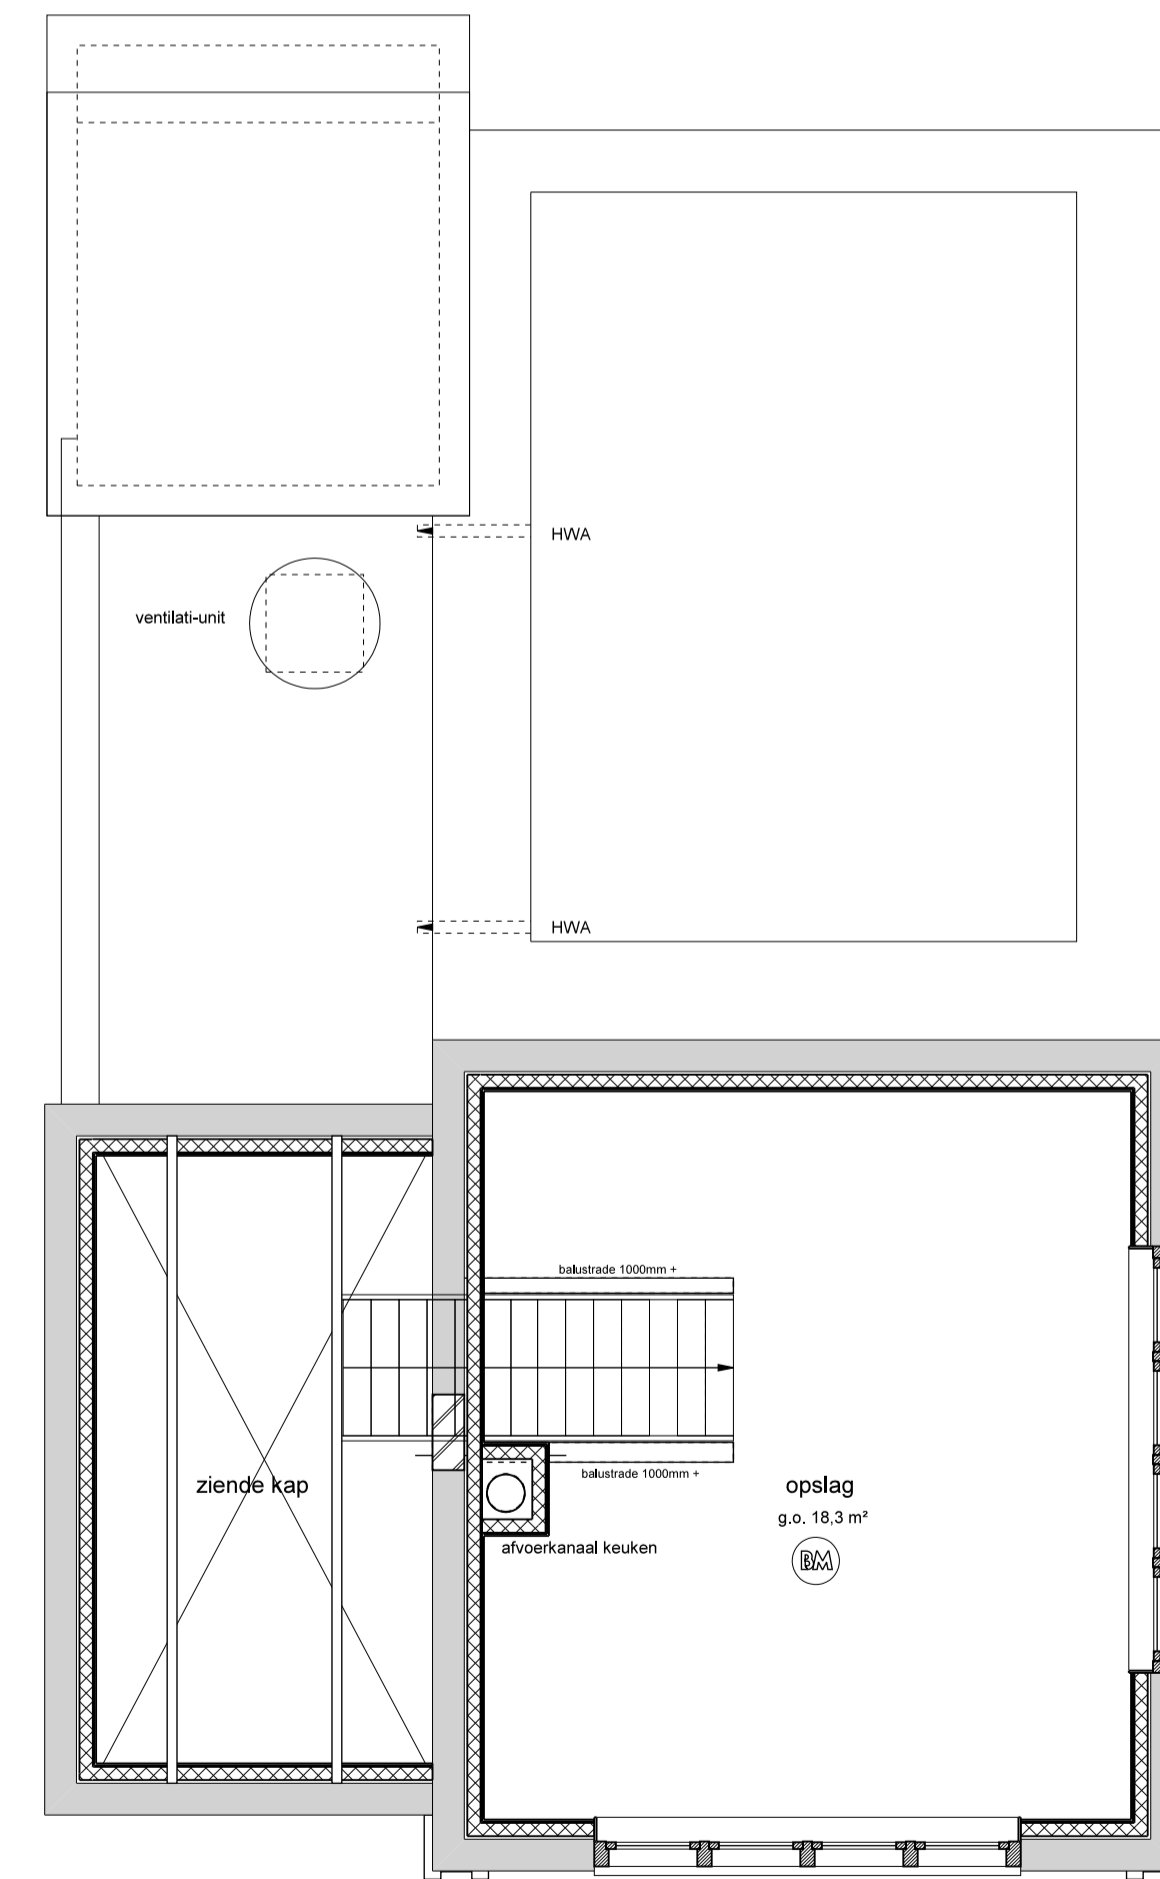 HWA
ventilati-unit
HWA
balustrade 1000mm +
balustrade 1000mm +
ziende kap
opslag
g.o. 18,3 m²
afvoerkanaal keuken
BM